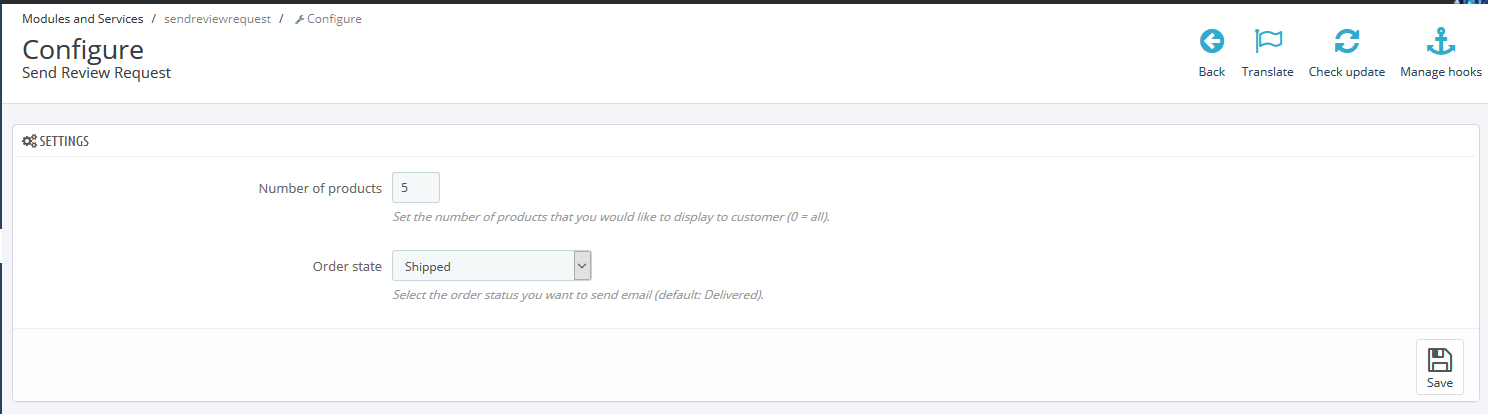 Modules and Services / sendreviewrequest / Configure
Configure
Send Review Request
Back Translate Check update Manage hooks
SETTINGS
Number of products 5
Set the number of products that you would like to display to customer (0 = all).
Order state Shipped
Select the order status you want to send email (default: Delivered).
Save